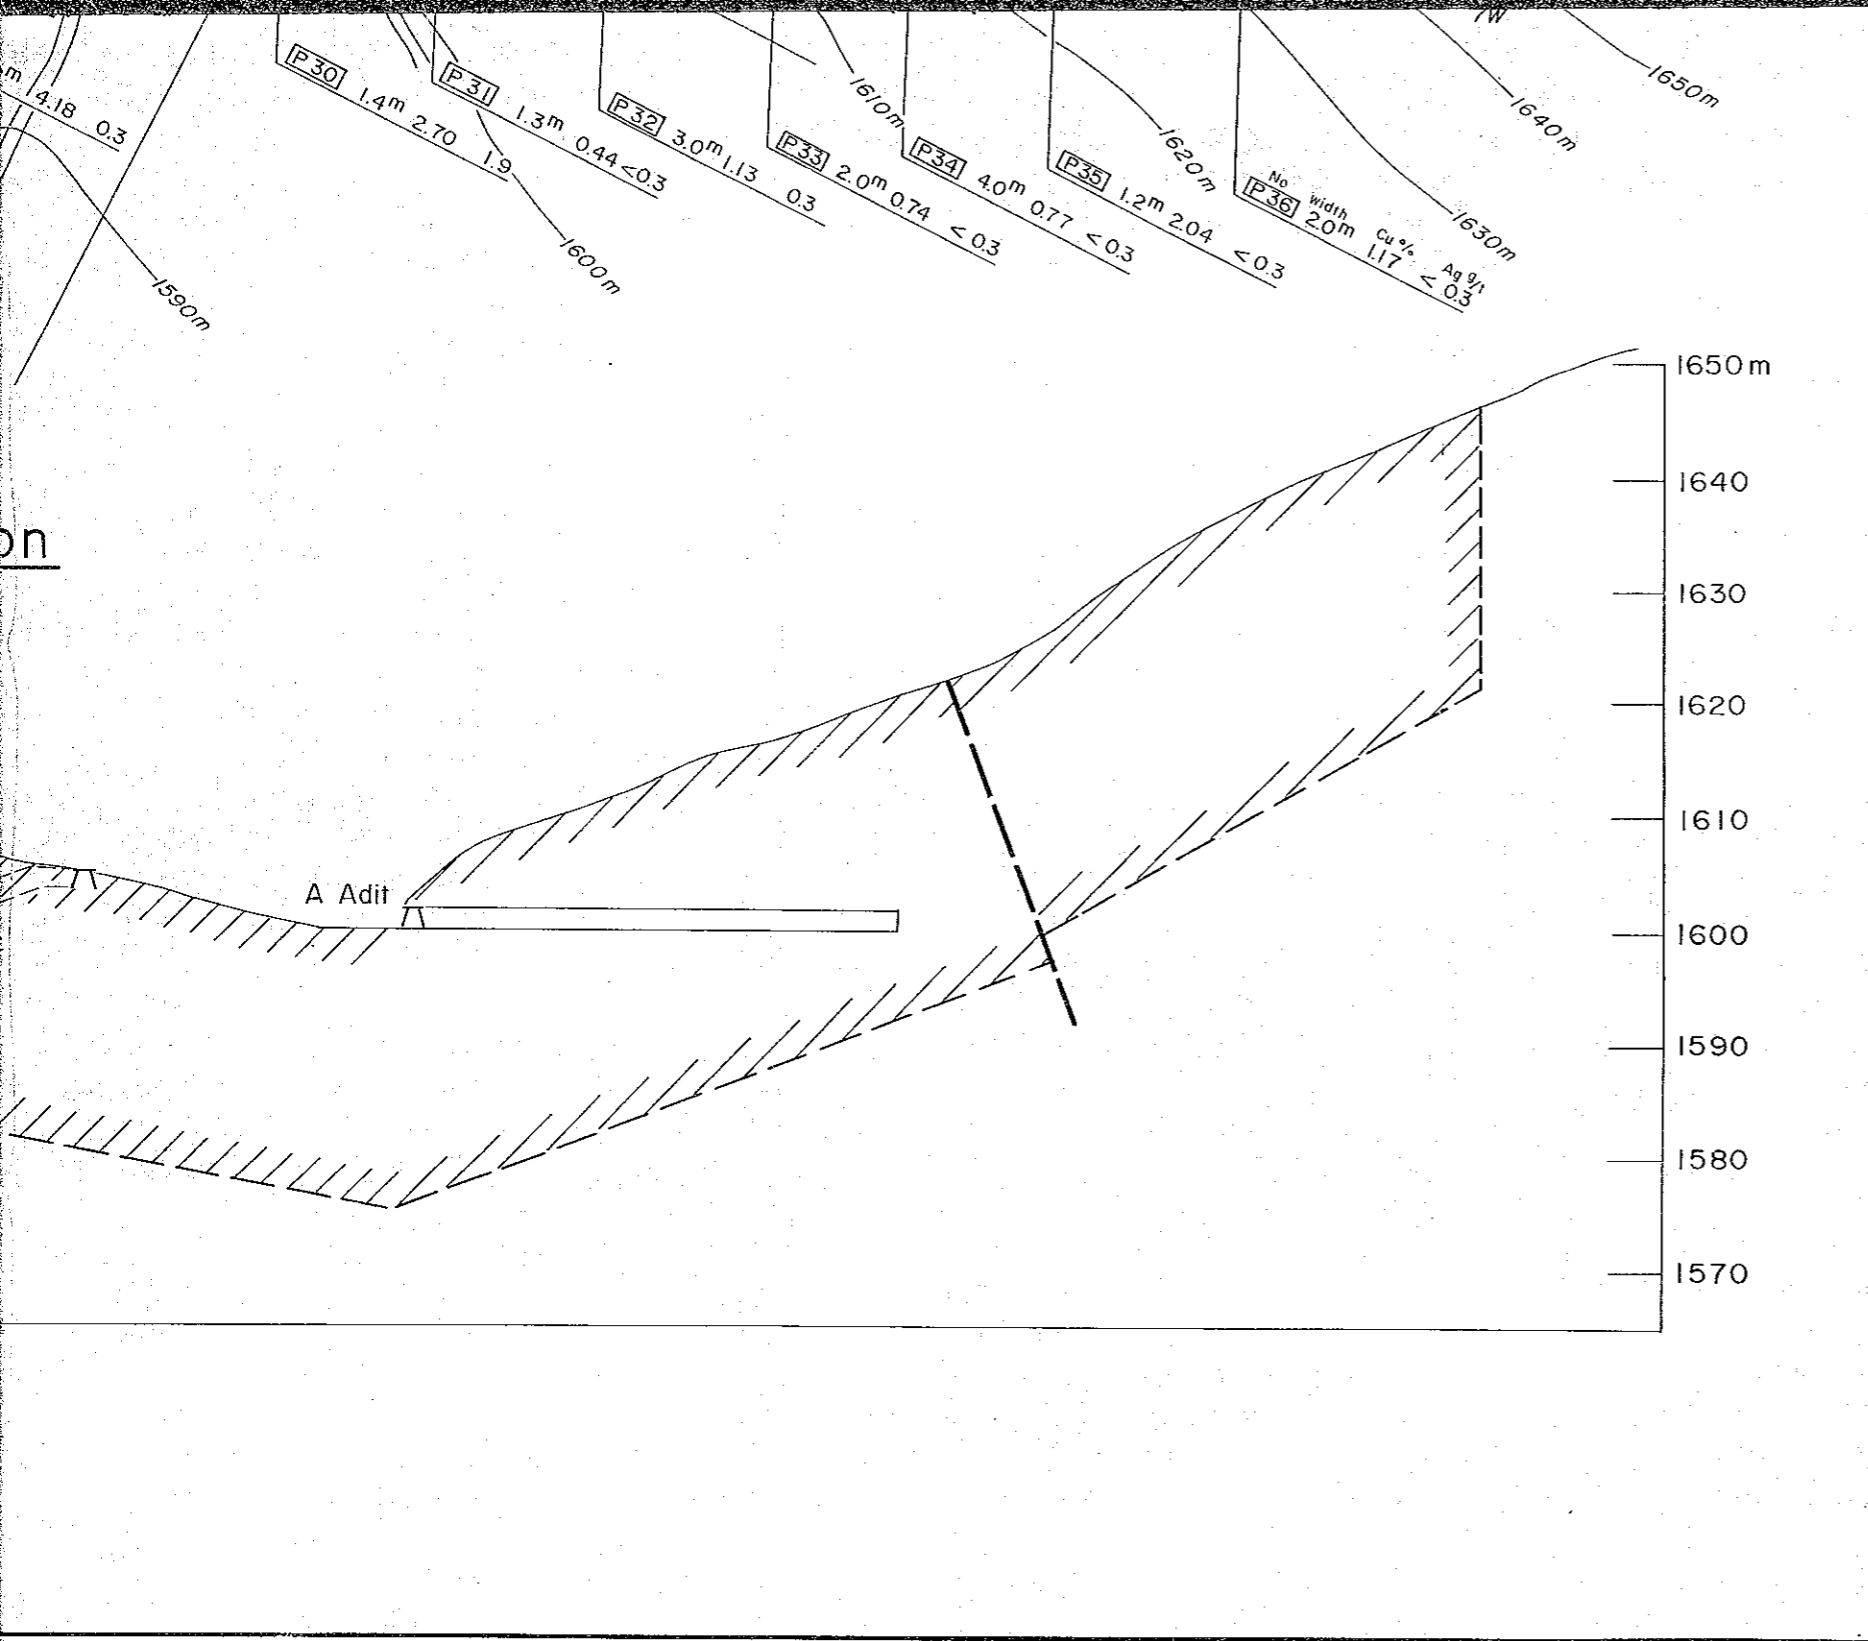 7W
m 4.18 0.3
P30 1.4m 2.70 1.9
P31 1.3m 0.44 <0.3
P32 3.0m 1.13 0.3
P33 2.0m 0.74 <0.3
P34 4.0m 0.77 <0.3
P35 1.2m 2.04 <0.3
No width Cu% Ag g/t
P36 2.0m 1.17 <0.3
1590m
1600m
1610m
1620m
1630m
1640m
1650m
on
A Adit
1650m
1640
1630
1620
1610
1600
1590
1580
1570